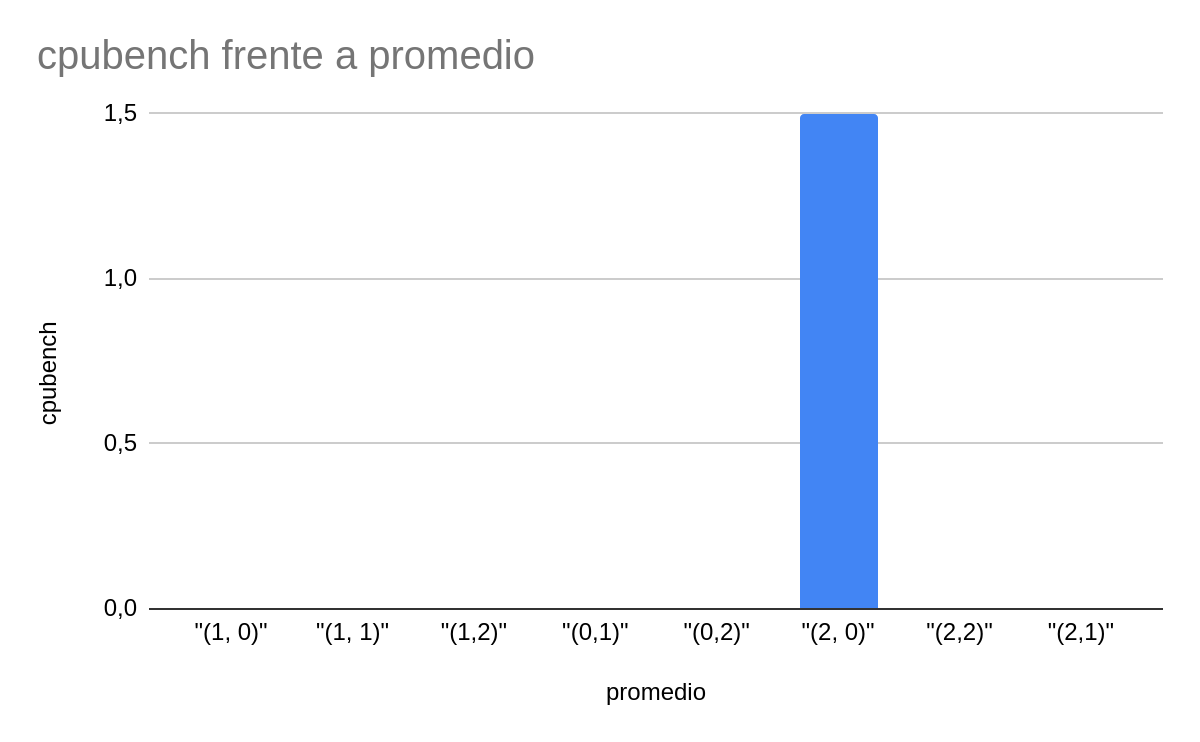 cpubench frente a promedio
1,5
1,0
0,5
0,0
cpubench
"(1, 0)" "(1, 1)" "(1,2)" "(0,1)" "(0,2)" "(2, 0)" "(2,2)" "(2,1)"
promedio